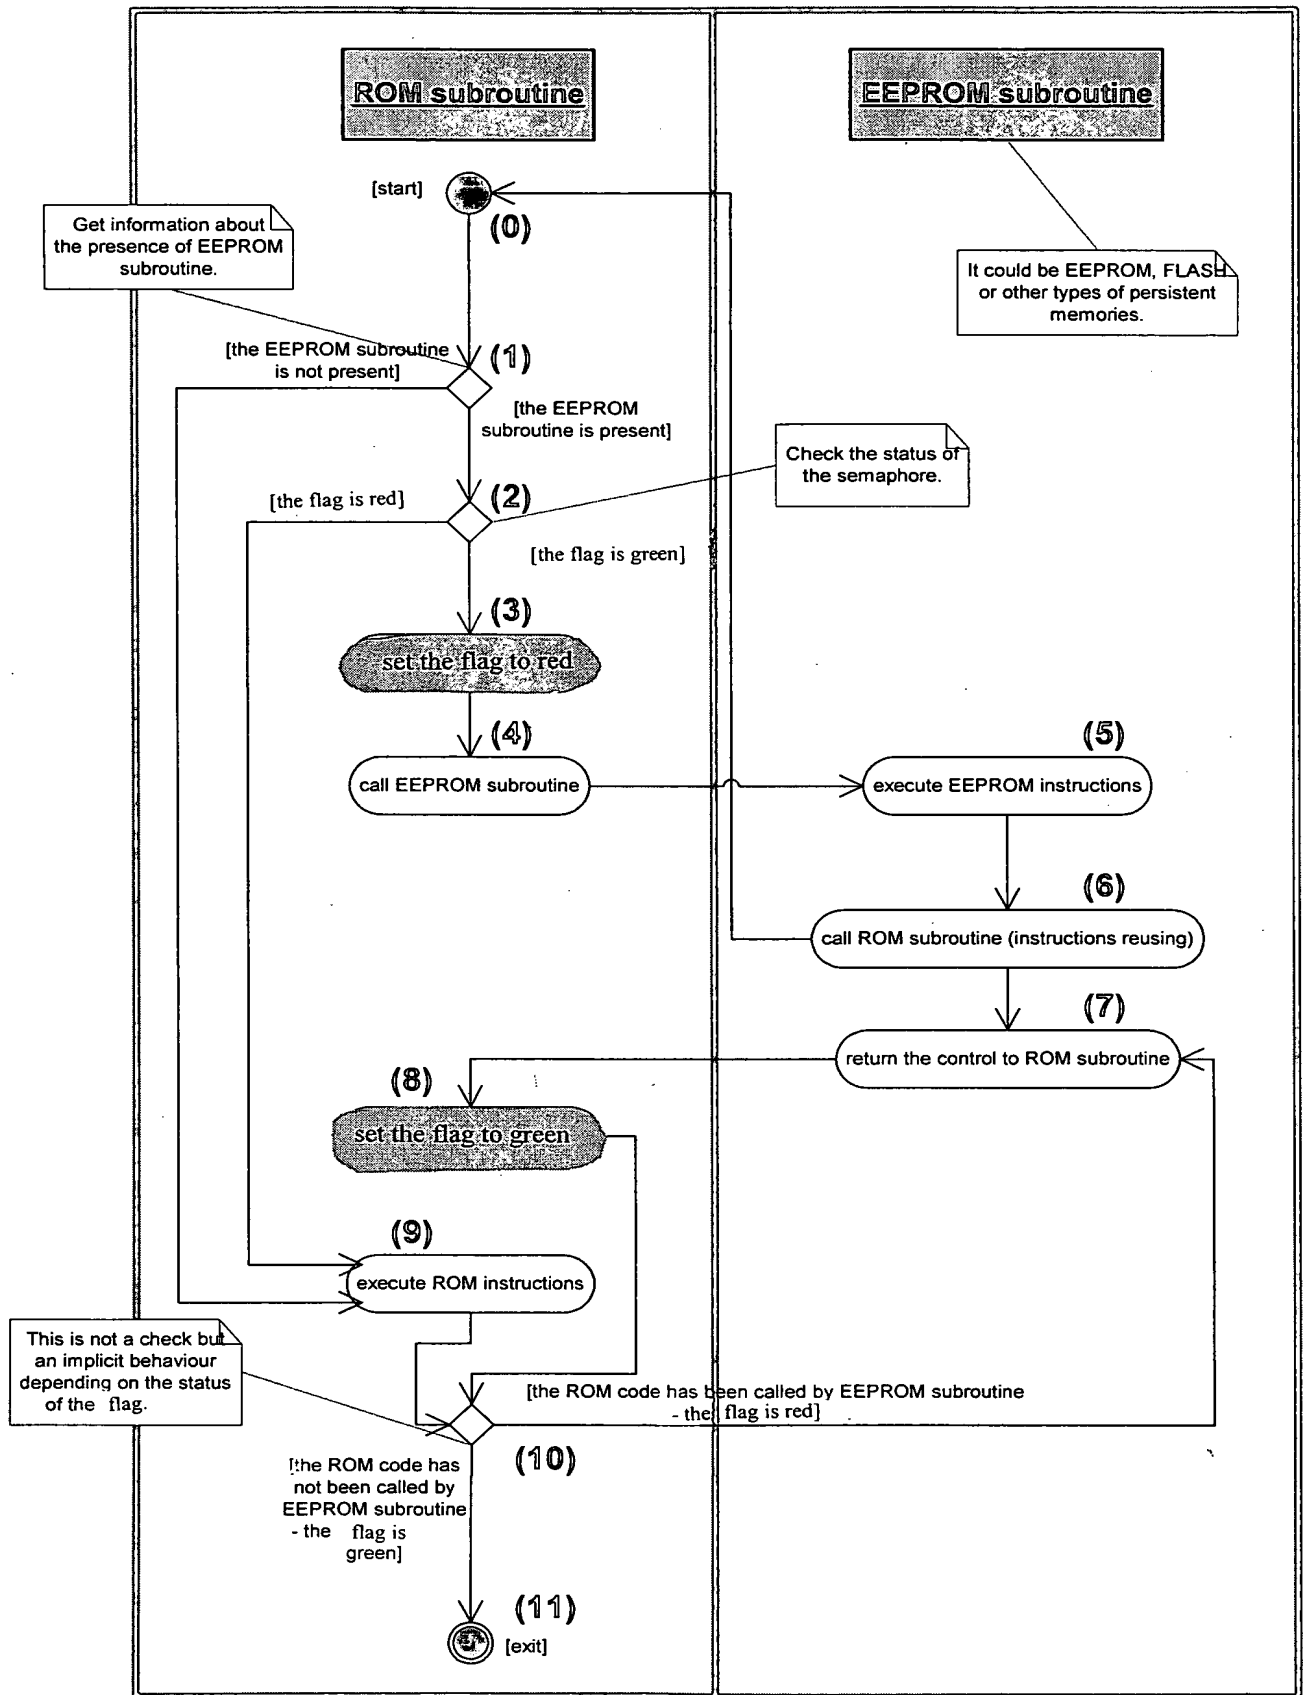 ROM subroutine
EEPROM subroutine
[start]
(0)
Get information about
the presence of EEPROM
subroutine.
It could be EEPROM, FLASH
or other types of persistent
memories.
[the EEPROM subroutine
is not present]
(1)
[the EEPROM
subroutine is present]
Check the status of
the semaphore.
[the flag is red]
(2)
[the flag is green]
(3)
set the flag to red
(4)
call EEPROM subroutine
(5)
execute EEPROM instructions
(6)
call ROM subroutine (instructions reusing)
(7)
return the control to ROM subroutine
(8)
set the flag to green
(9)
execute ROM instructions
This is not a check but
an implicit behaviour
depending on the status
of the flag.
[the ROM code has been called by EEPROM subroutine
- the flag is red]
(10)
[the ROM code has
not been called by
EEPROM subroutine
- the flag is
green]
(11)
[exit]